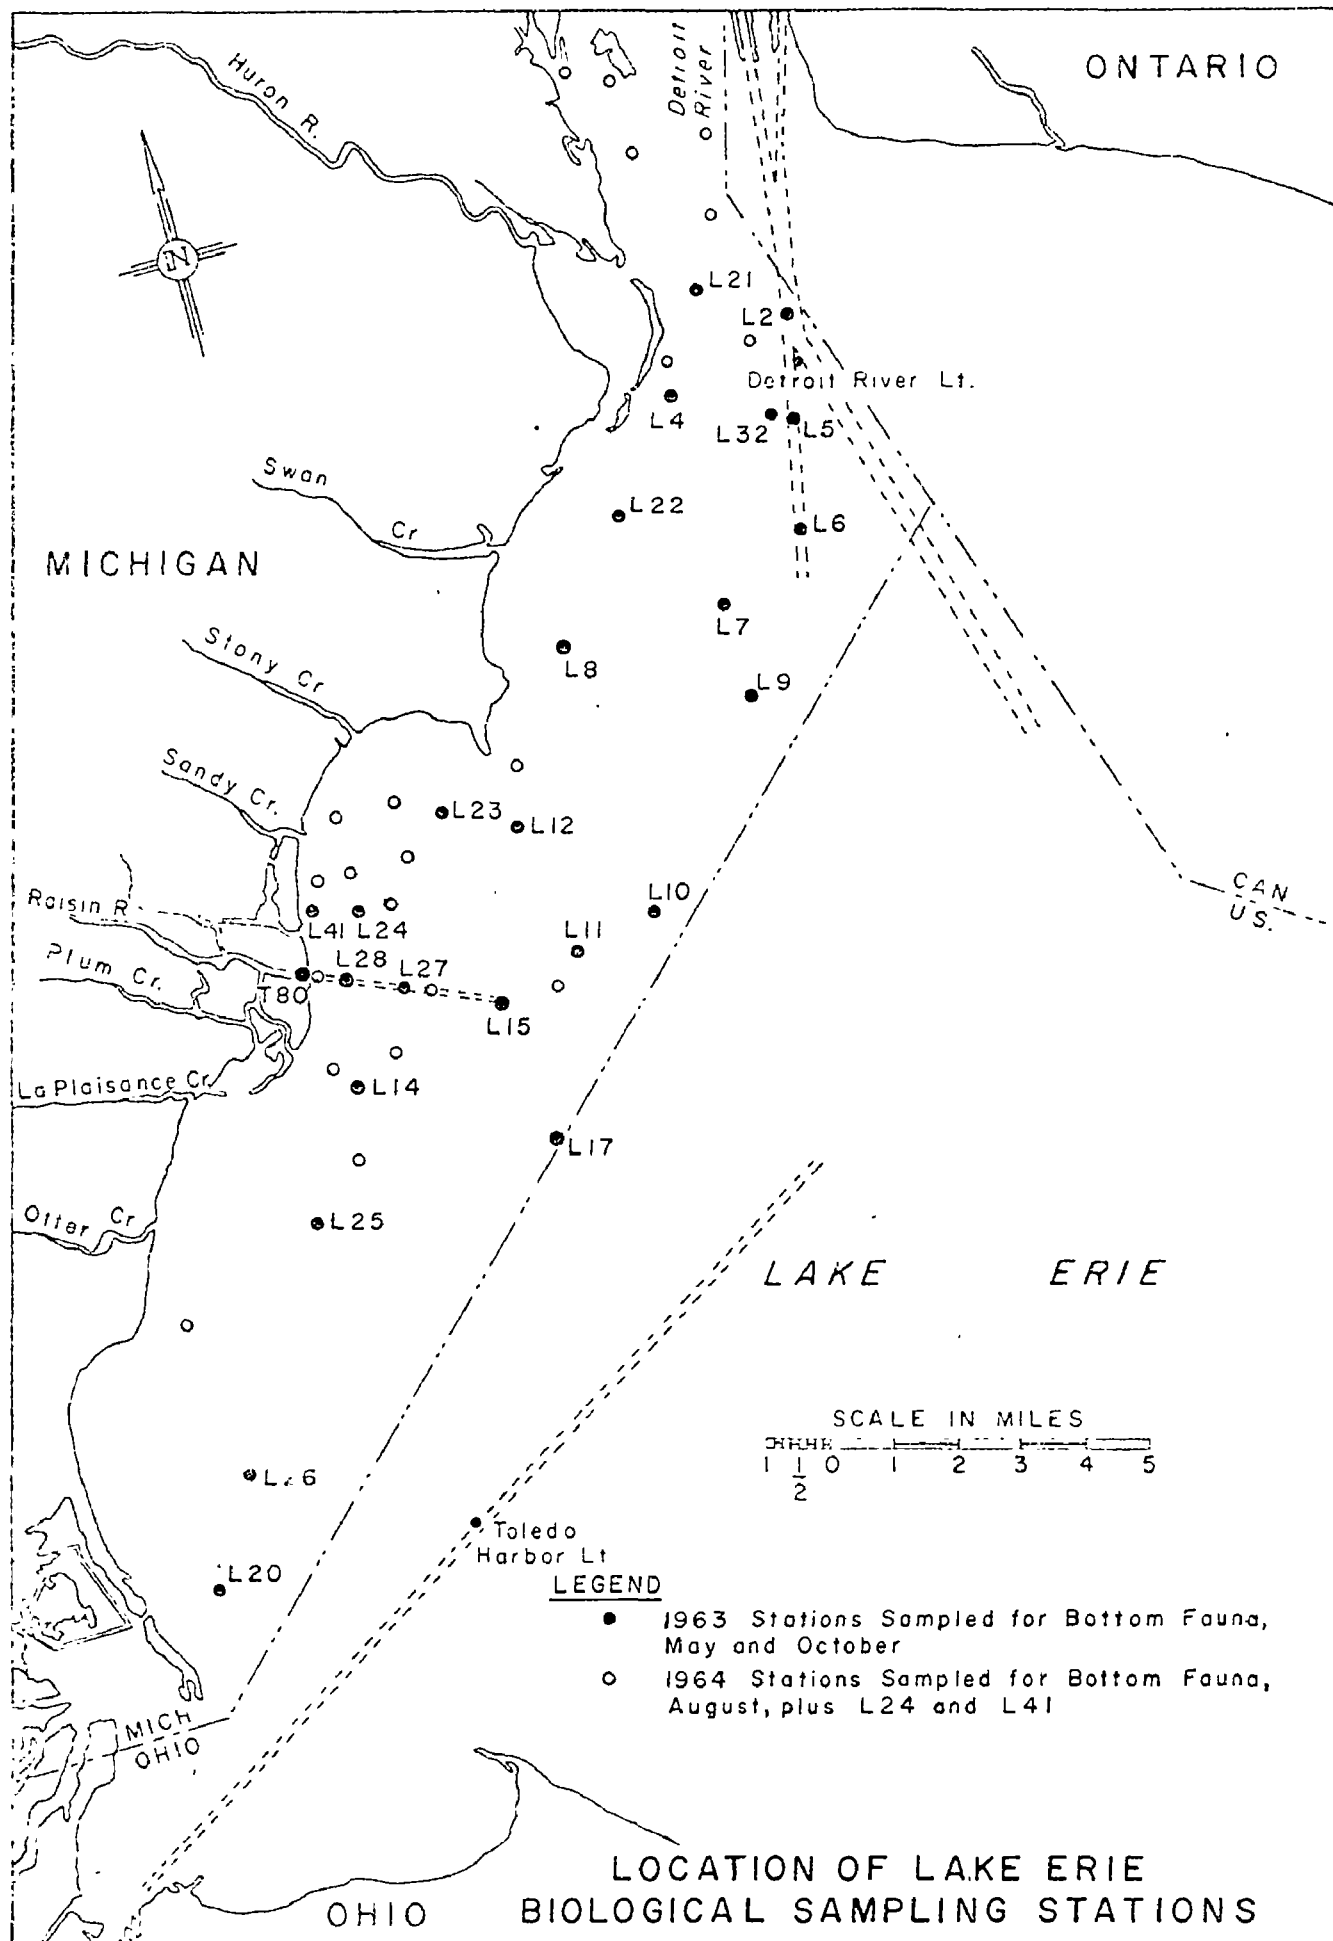 ONTARIO
Detroit
River
Huron R.
N
L21
L2
Detroit River Lt.
L4
L32
L5
Swan
Cr
L22
L6
MICHIGAN
L7
Stony Cr
L8
L9
Sandy Cr.
L23
L12
CAN
U.S.
Raisin R
L10
L41
L24
L11
Plum Cr.
L28
L27
T80
L15
La Plaisance Cr.
L14
L17
Otter Cr
L25
LAKE ERIE
SCALE IN MILES
1 1/2 0 1 2 3 4 5
L26
Toledo
Harbor Lt
L20
LEGEND
1963 Stations Sampled for Bottom Fauna,
May and October
1964 Stations Sampled for Bottom Fauna,
August, plus L24 and L41
MICH
OHIO
LOCATION OF LAKE ERIE
OHIO
BIOLOGICAL SAMPLING STATIONS